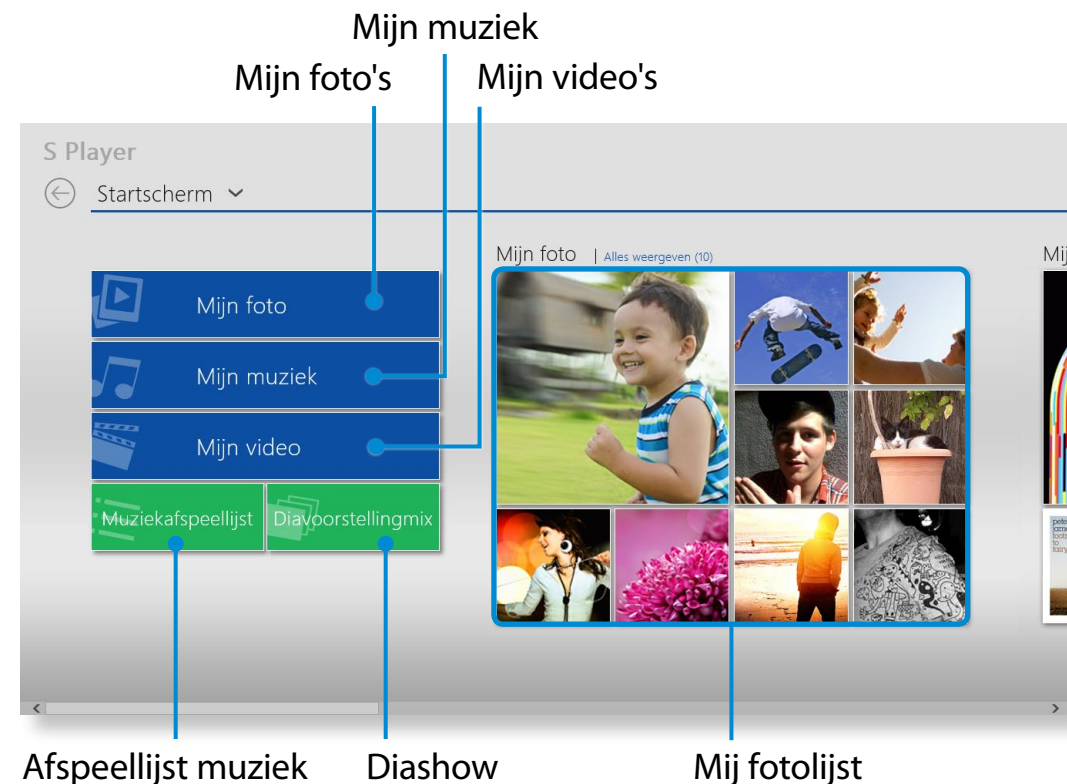 Mijn muziek
Mijn foto's
Mijn video's
S Player
Startscherm
Mijn foto | Alles weergeven (10)
Mij
Mijn foto
Mijn muziek
Mijn video
Muziekafspeellijst
Diavoorstellingmix
Afspeellijst muziek
Diashow
Mij fotolijst